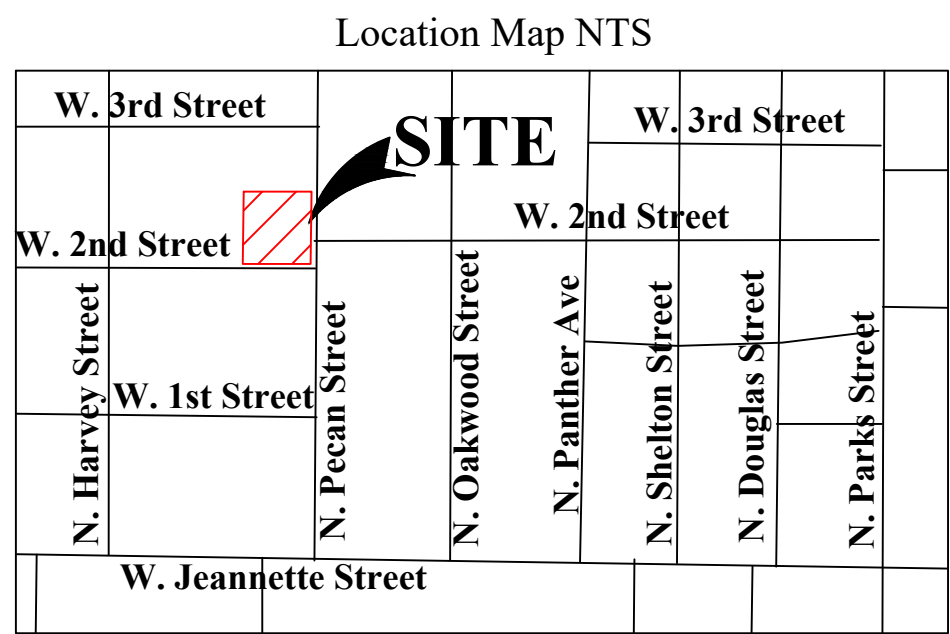 Location Map NTS
W. 3rd Street
SITE
W. 3rd Street
W. 2nd Street
W. 2nd Street
N. Harvey Street
W. 1st Street
N. Pecan Street
N. Oakwood Street
N. Panther Ave
N. Shelton Street
N. Douglas Street
N. Parks Street
W. Jeannette Street